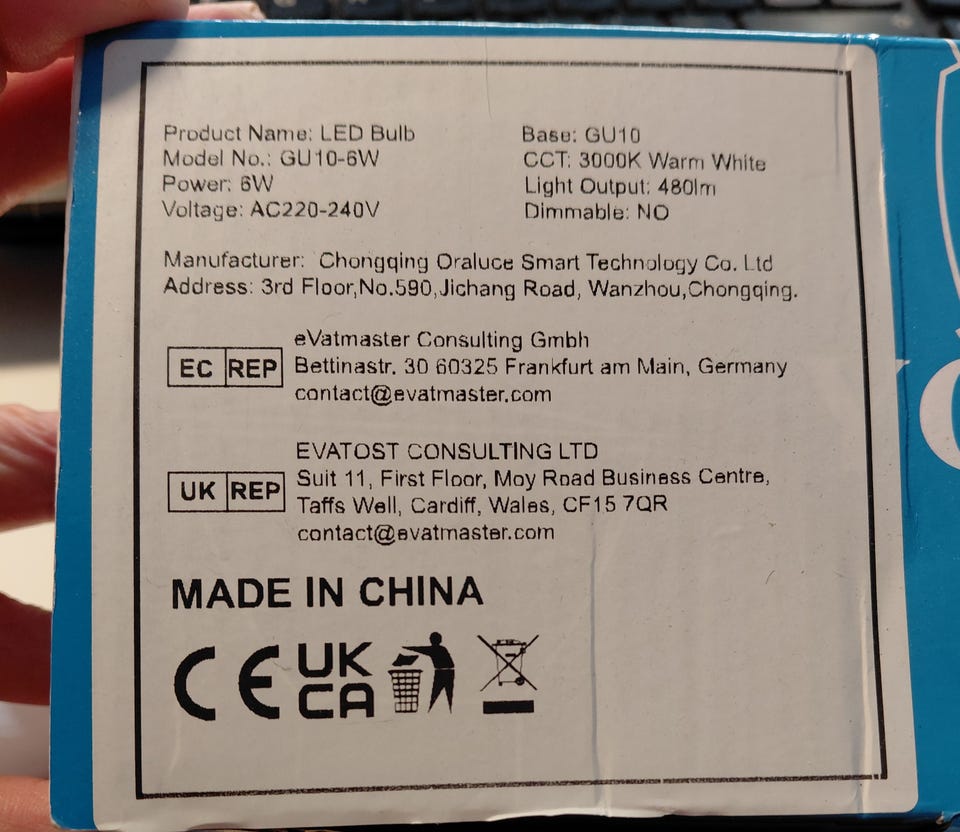 Product Name: LED Bulb
Model No.: GU10-6W
Power: 6W
Voltage: AC220-240V
Base: GU10
CCT: 3000K Warm White
Light Output: 480lm
Dimmable: NO
Manufacturer: Chongqing Oraluce Smart Technology Co. Ltd
Address: 3rd Floor,No.590,Jichang Road, Wanzhou,Chongqing.
EC REP
eVatmaster Consulting Gmbh
Bettinastr. 30 60325 Frankfurt am Main, Germany
contact@evatmaster.com
UK REP
EVATOST CONSULTING LTD
Suit 11, First Floor, Moy Road Business Centre,
Taffs Well, Cardiff, Wales, CF15 7QR
contact@evatmaster.com
MADE IN CHINA
CE
UK
CA